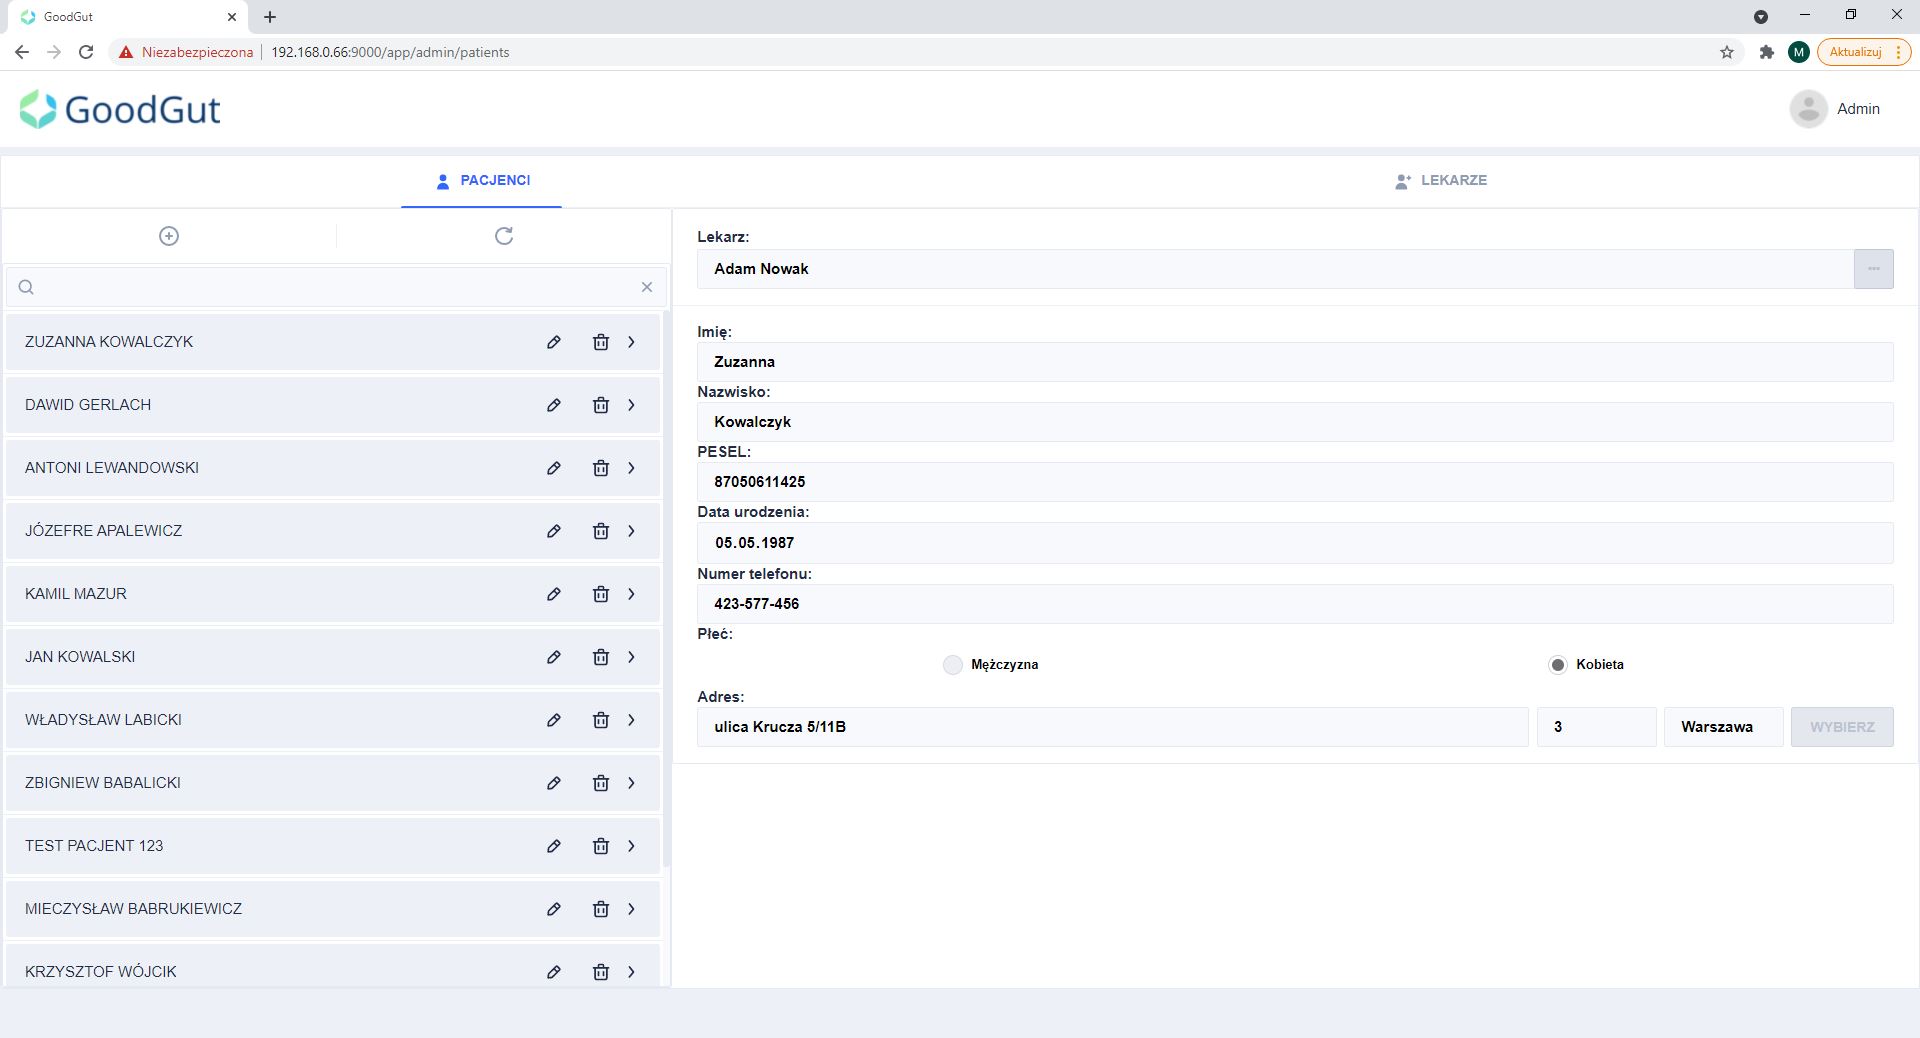 GoodGut
Niezabezpieczona 192.168.0.66:9000/app/admin/patients
M
Aktualizuj
GoodGut
Admin
PACJENCI
LEKARZE
ZUZANNA KOWALCZYK
DAWID GERLACH
ANTONI LEWANDOWSKI
JÓZEFRE APALEWICZ
KAMIL MAZUR
JAN KOWALSKI
WŁADYSŁAW LABICKI
ZBIGNIEW BABALICKI
TEST PACJENT 123
MIECZYSŁAW BABRUKIEWICZ
KRZYSZTOF WÓJCIK
Lekarz:
Adam Nowak
Imię:
Zuzanna
Nazwisko:
Kowalczyk
PESEL:
87050611425
Data urodzenia:
05.05.1987
Numer telefonu:
423-577-456
Płeć:
Mężczyzna
Kobieta
Adres:
ulica Krucza 5/11B
3
Warszawa
WYBIERZ